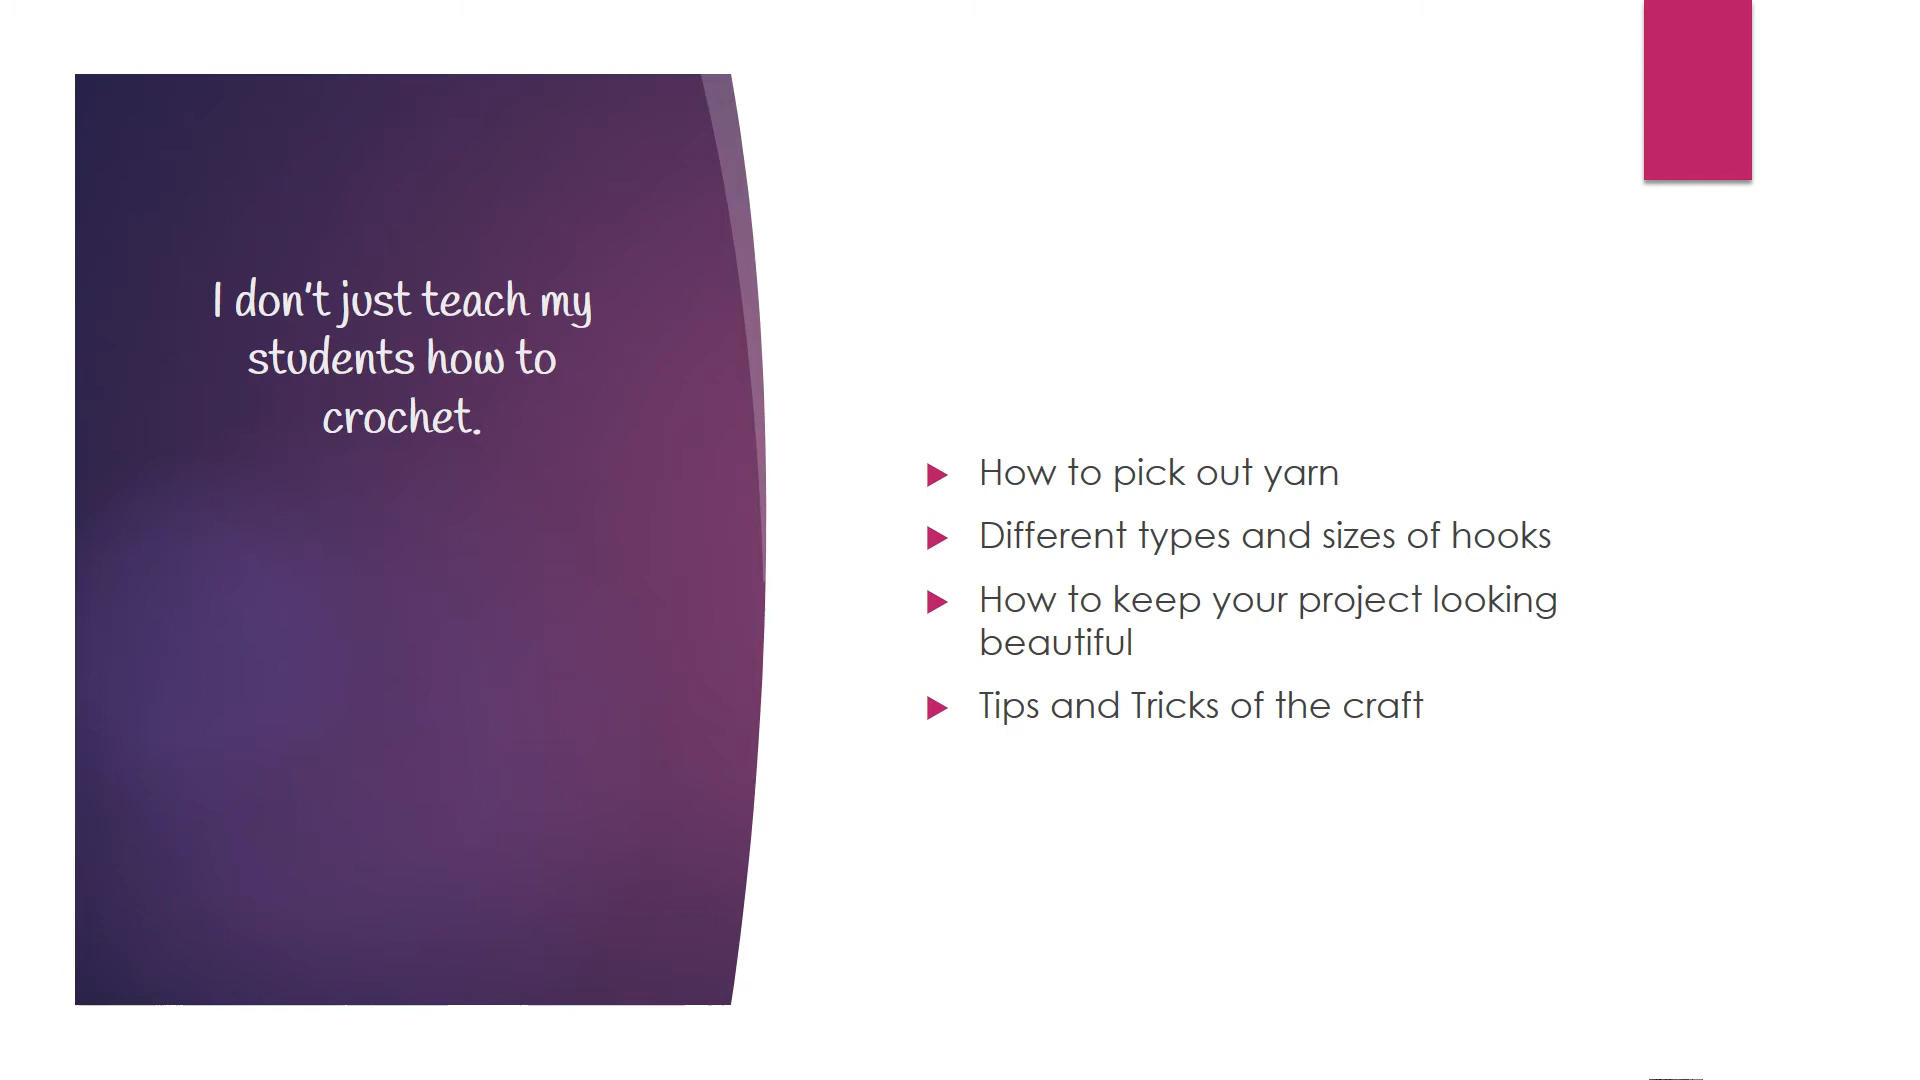 I don't just teach my
students how to
crochet.
How to pick out yarn
Different types and sizes of hooks
How to keep your project looking
beautiful
Tips and Tricks of the craft